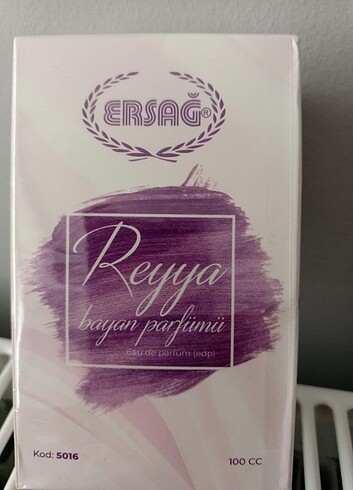 ERSAĞ®
Reyya
bayan parfümü
eau de parfum (edp)
Kod: 5016
100 CC